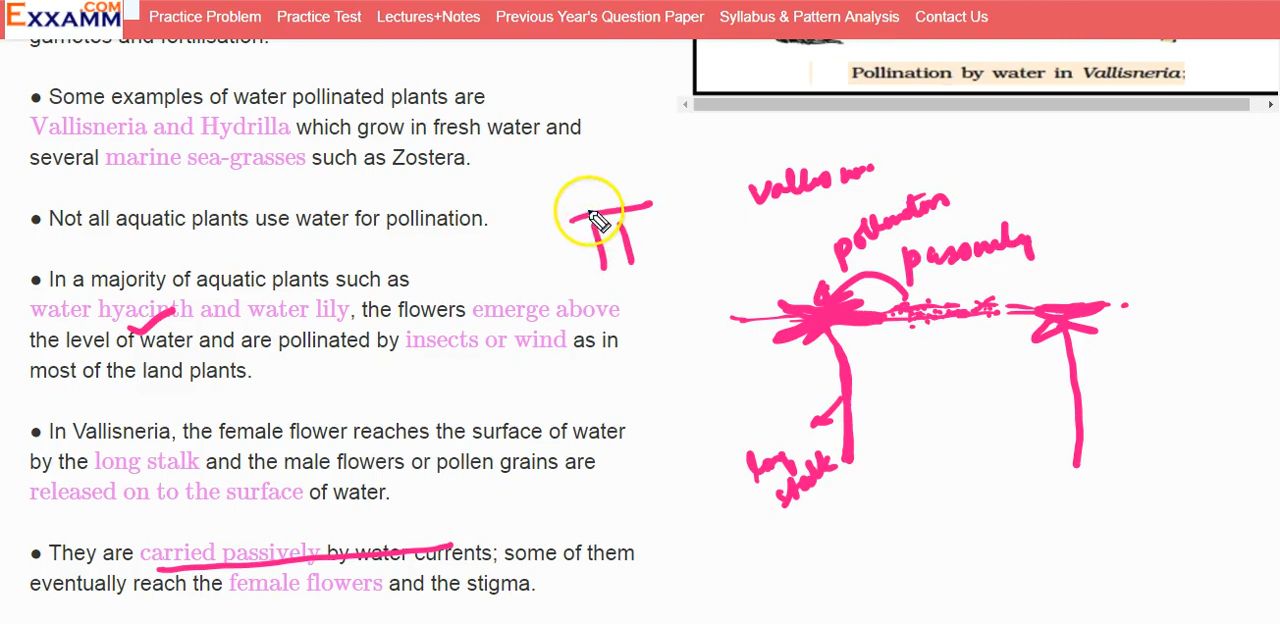 EXXAMM.COM
Practice Problem Practice Test Lectures+Notes Previous Year's Question Paper Syllabus & Pattern Analysis Contact Us
gametes and fertilisation.
● Some examples of water pollinated plants are
Vallisneria and Hydrilla which grow in fresh water and
several marine sea-grasses such as Zostera.
● Not all aquatic plants use water for pollination.
● In a majority of aquatic plants such as
water hyacinth and water lily, the flowers emerge above
the level of water and are pollinated by insects or wind as in
most of the land plants.
● In Vallisneria, the female flower reaches the surface of water
by the long stalk and the male flowers or pollen grains are
released on to the surface of water.
● They are carried passively by water currents; some of them
eventually reach the female flowers and the stigma.
Pollination by water in Vallisneria;
pollination
long
stalk